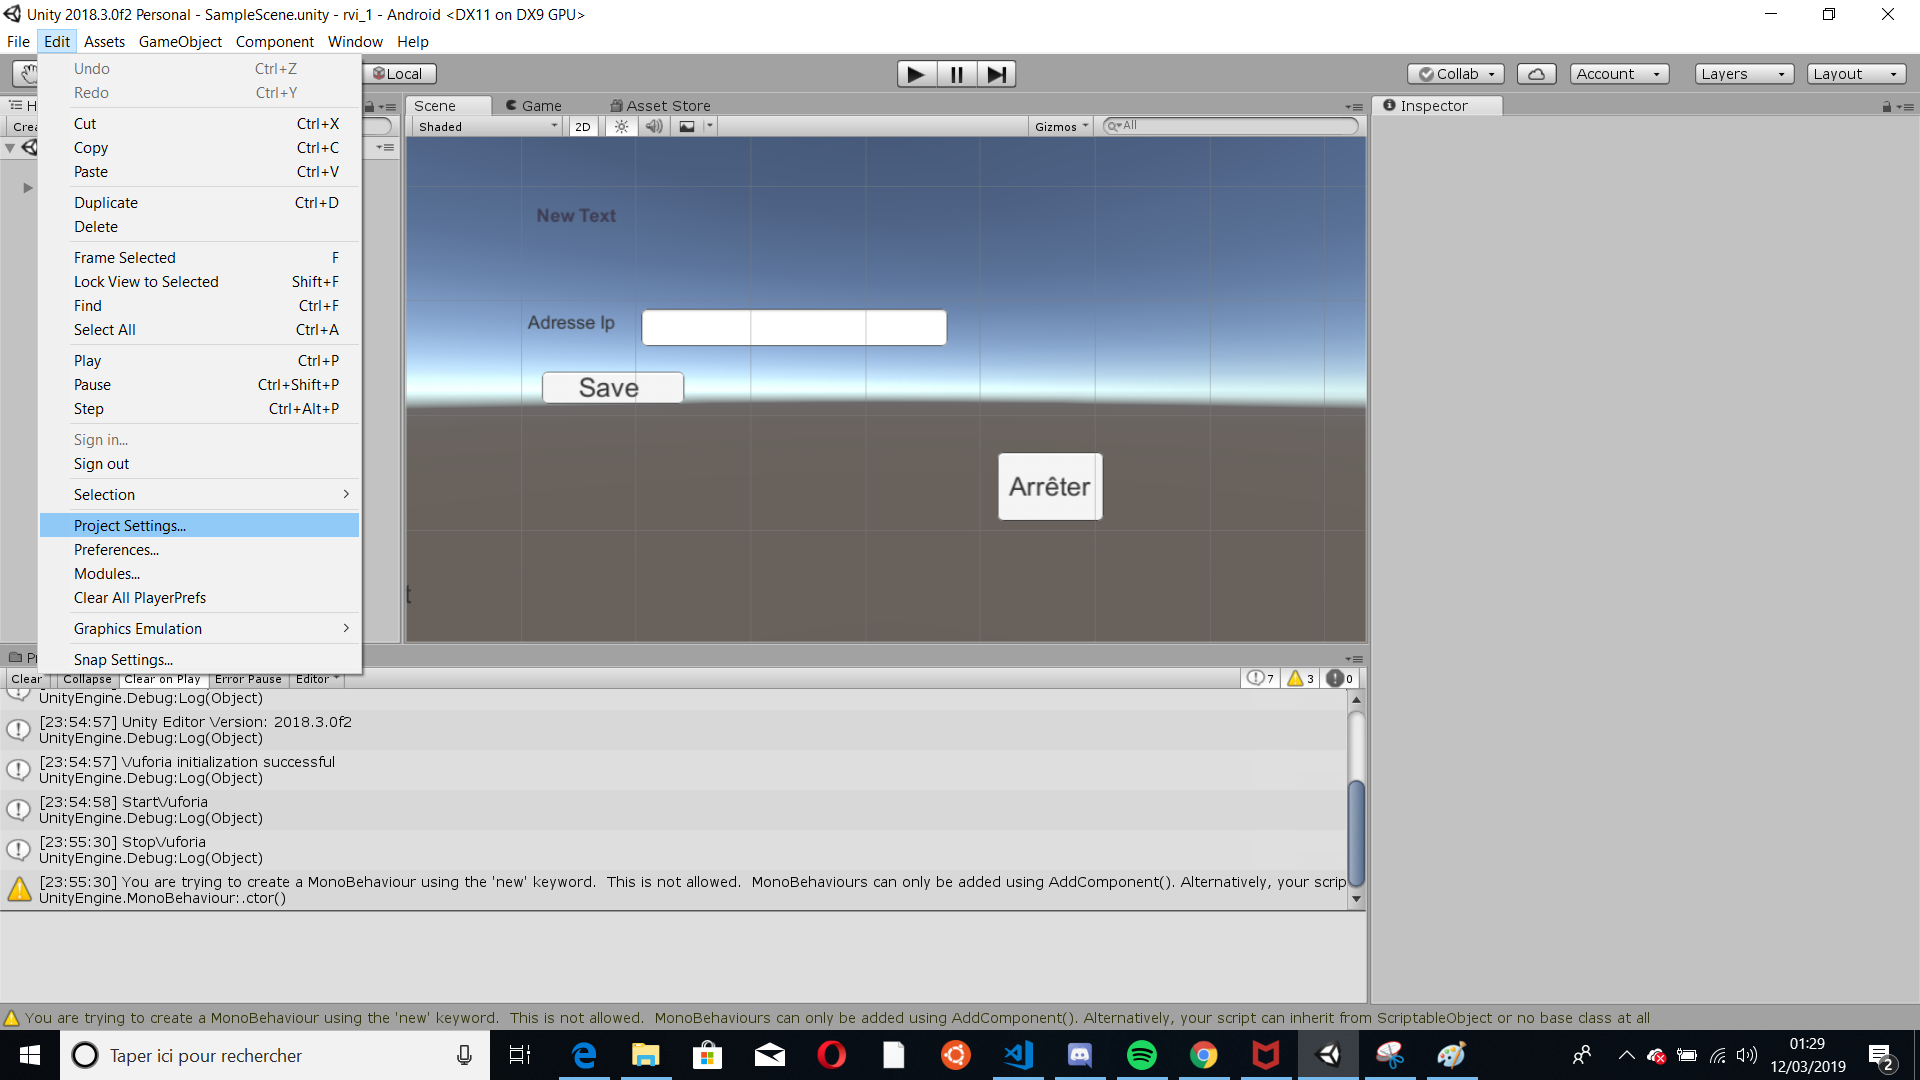 Unity 2018.3.0f2 Personal - SampleScene.unity - rvi_1 - Android <DX11 on DX9 GPU>
File Edit Assets GameObject Component Window Help
Local
Collab
Account
Layers
Layout
Undo Ctrl+Z
Redo Ctrl+Y
Cut Ctrl+X
Copy Ctrl+C
Paste Ctrl+V
Duplicate Ctrl+D
Delete
Frame Selected F
Lock View to Selected Shift+F
Find Ctrl+F
Select All Ctrl+A
Play Ctrl+P
Pause Ctrl+Shift+P
Step Ctrl+Alt+P
Sign in...
Sign out
Selection
Project Settings...
Preferences...
Modules...
Clear All PlayerPrefs
Graphics Emulation
Snap Settings...
H
Crea
Scene Game Asset Store
Shaded 2D Gizmos All
New Text
Adresse Ip
Save
Arrêter
t
Inspector
Pr
Clear Collapse Clear on Play Error Pause Editor 7 3 0
UnityEngine.Debug:Log(Object)
[23:54:57] Unity Editor Version: 2018.3.0f2
UnityEngine.Debug:Log(Object)
[23:54:57] Vuforia initialization successful
UnityEngine.Debug:Log(Object)
[23:54:58] StartVuforia
UnityEngine.Debug:Log(Object)
[23:55:30] StopVuforia
UnityEngine.Debug:Log(Object)
[23:55:30] You are trying to create a MonoBehaviour using the 'new' keyword.  This is not allowed.  MonoBehaviours can only be added using AddComponent(). Alternatively, your scrip
UnityEngine.MonoBehaviour:.ctor()
You are trying to create a MonoBehaviour using the 'new' keyword.  This is not allowed.  MonoBehaviours can only be added using AddComponent(). Alternatively, your script can inherit from ScriptableObject or no base class at all
Taper ici pour rechercher
01:29
12/03/2019
2